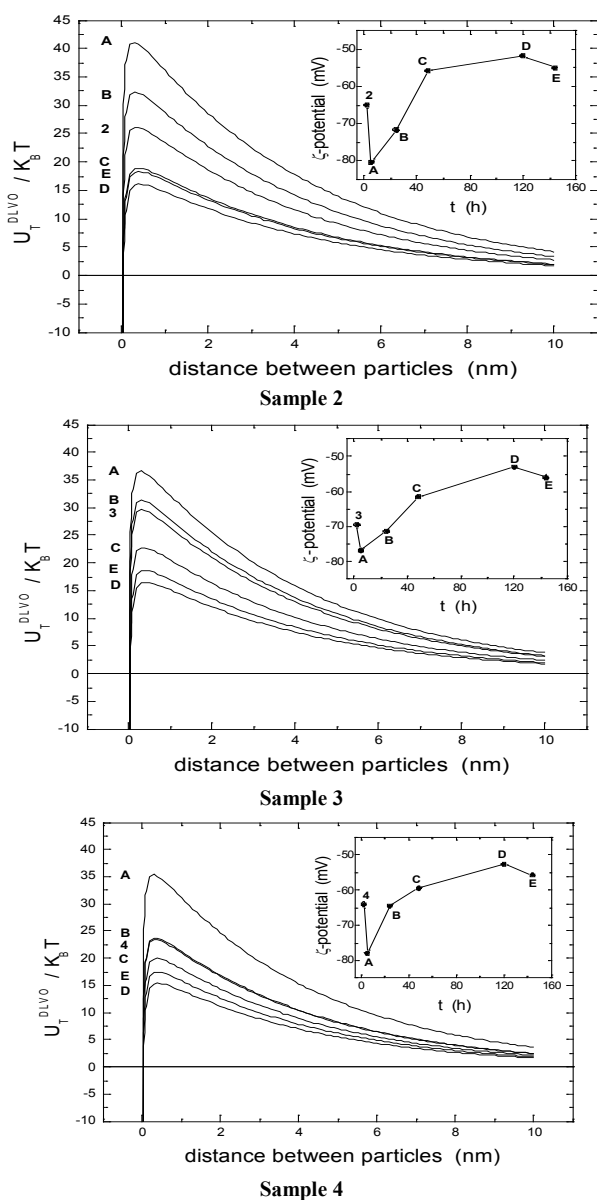 45
40
35
30
25
20
15
10
5
0
-5
-10
U_T^DLVO / K_B T
A
B
2
C
E
D
0 2 4 6 8 10
distance between particles (nm)
-50
-60
-70
-80
ζ-potential (mV)
2
A
B
C
D
E
0 40 80 120 160
t (h)
Sample 2
45
40
35
30
25
20
15
10
5
0
-5
-10
U_T^DLVO / K_B T
A
B
3
C
E
D
0 2 4 6 8 10
distance between particles (nm)
-50
-60
-70
-80
ζ-potential (mV)
3
A
B
C
D
E
0 40 80 120 160
t (h)
Sample 3
45
40
35
30
25
20
15
10
5
0
-5
-10
U_T^DLVO / K_B T
A
B
4
C
E
D
0 2 4 6 8 10
distance between particles (nm)
-50
-60
-70
-80
ζ-potential (mV)
4
A
B
C
D
E
0 40 80 120 160
t (h)
Sample 4